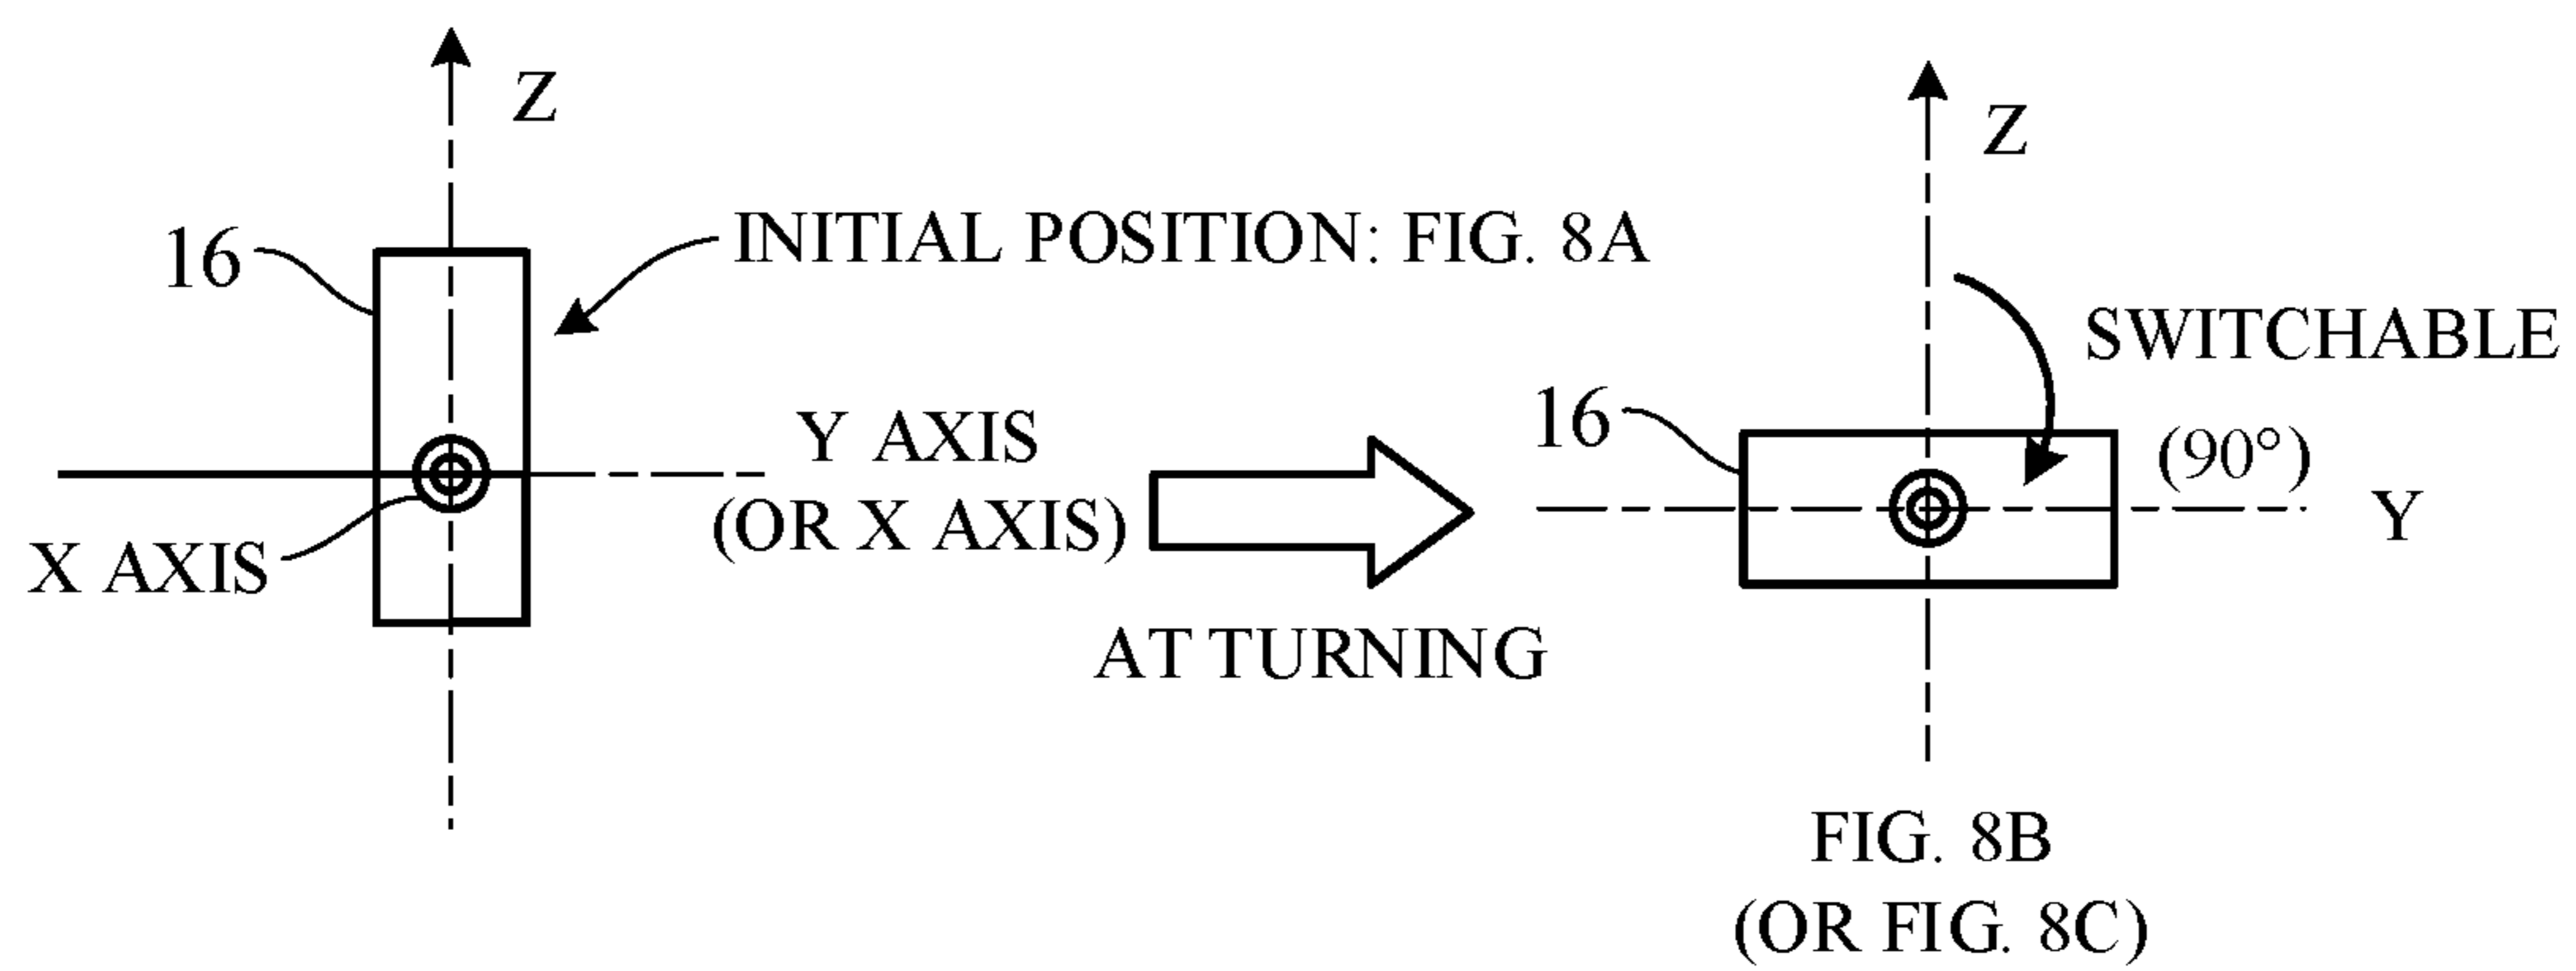 Z
16
INITIAL POSITION: FIG. 8A
Y AXIS
(OR X AXIS)
X AXIS
AT TURNING
Z
SWITCHABLE
(90°)
16
Y
FIG. 8B
(OR FIG. 8C)